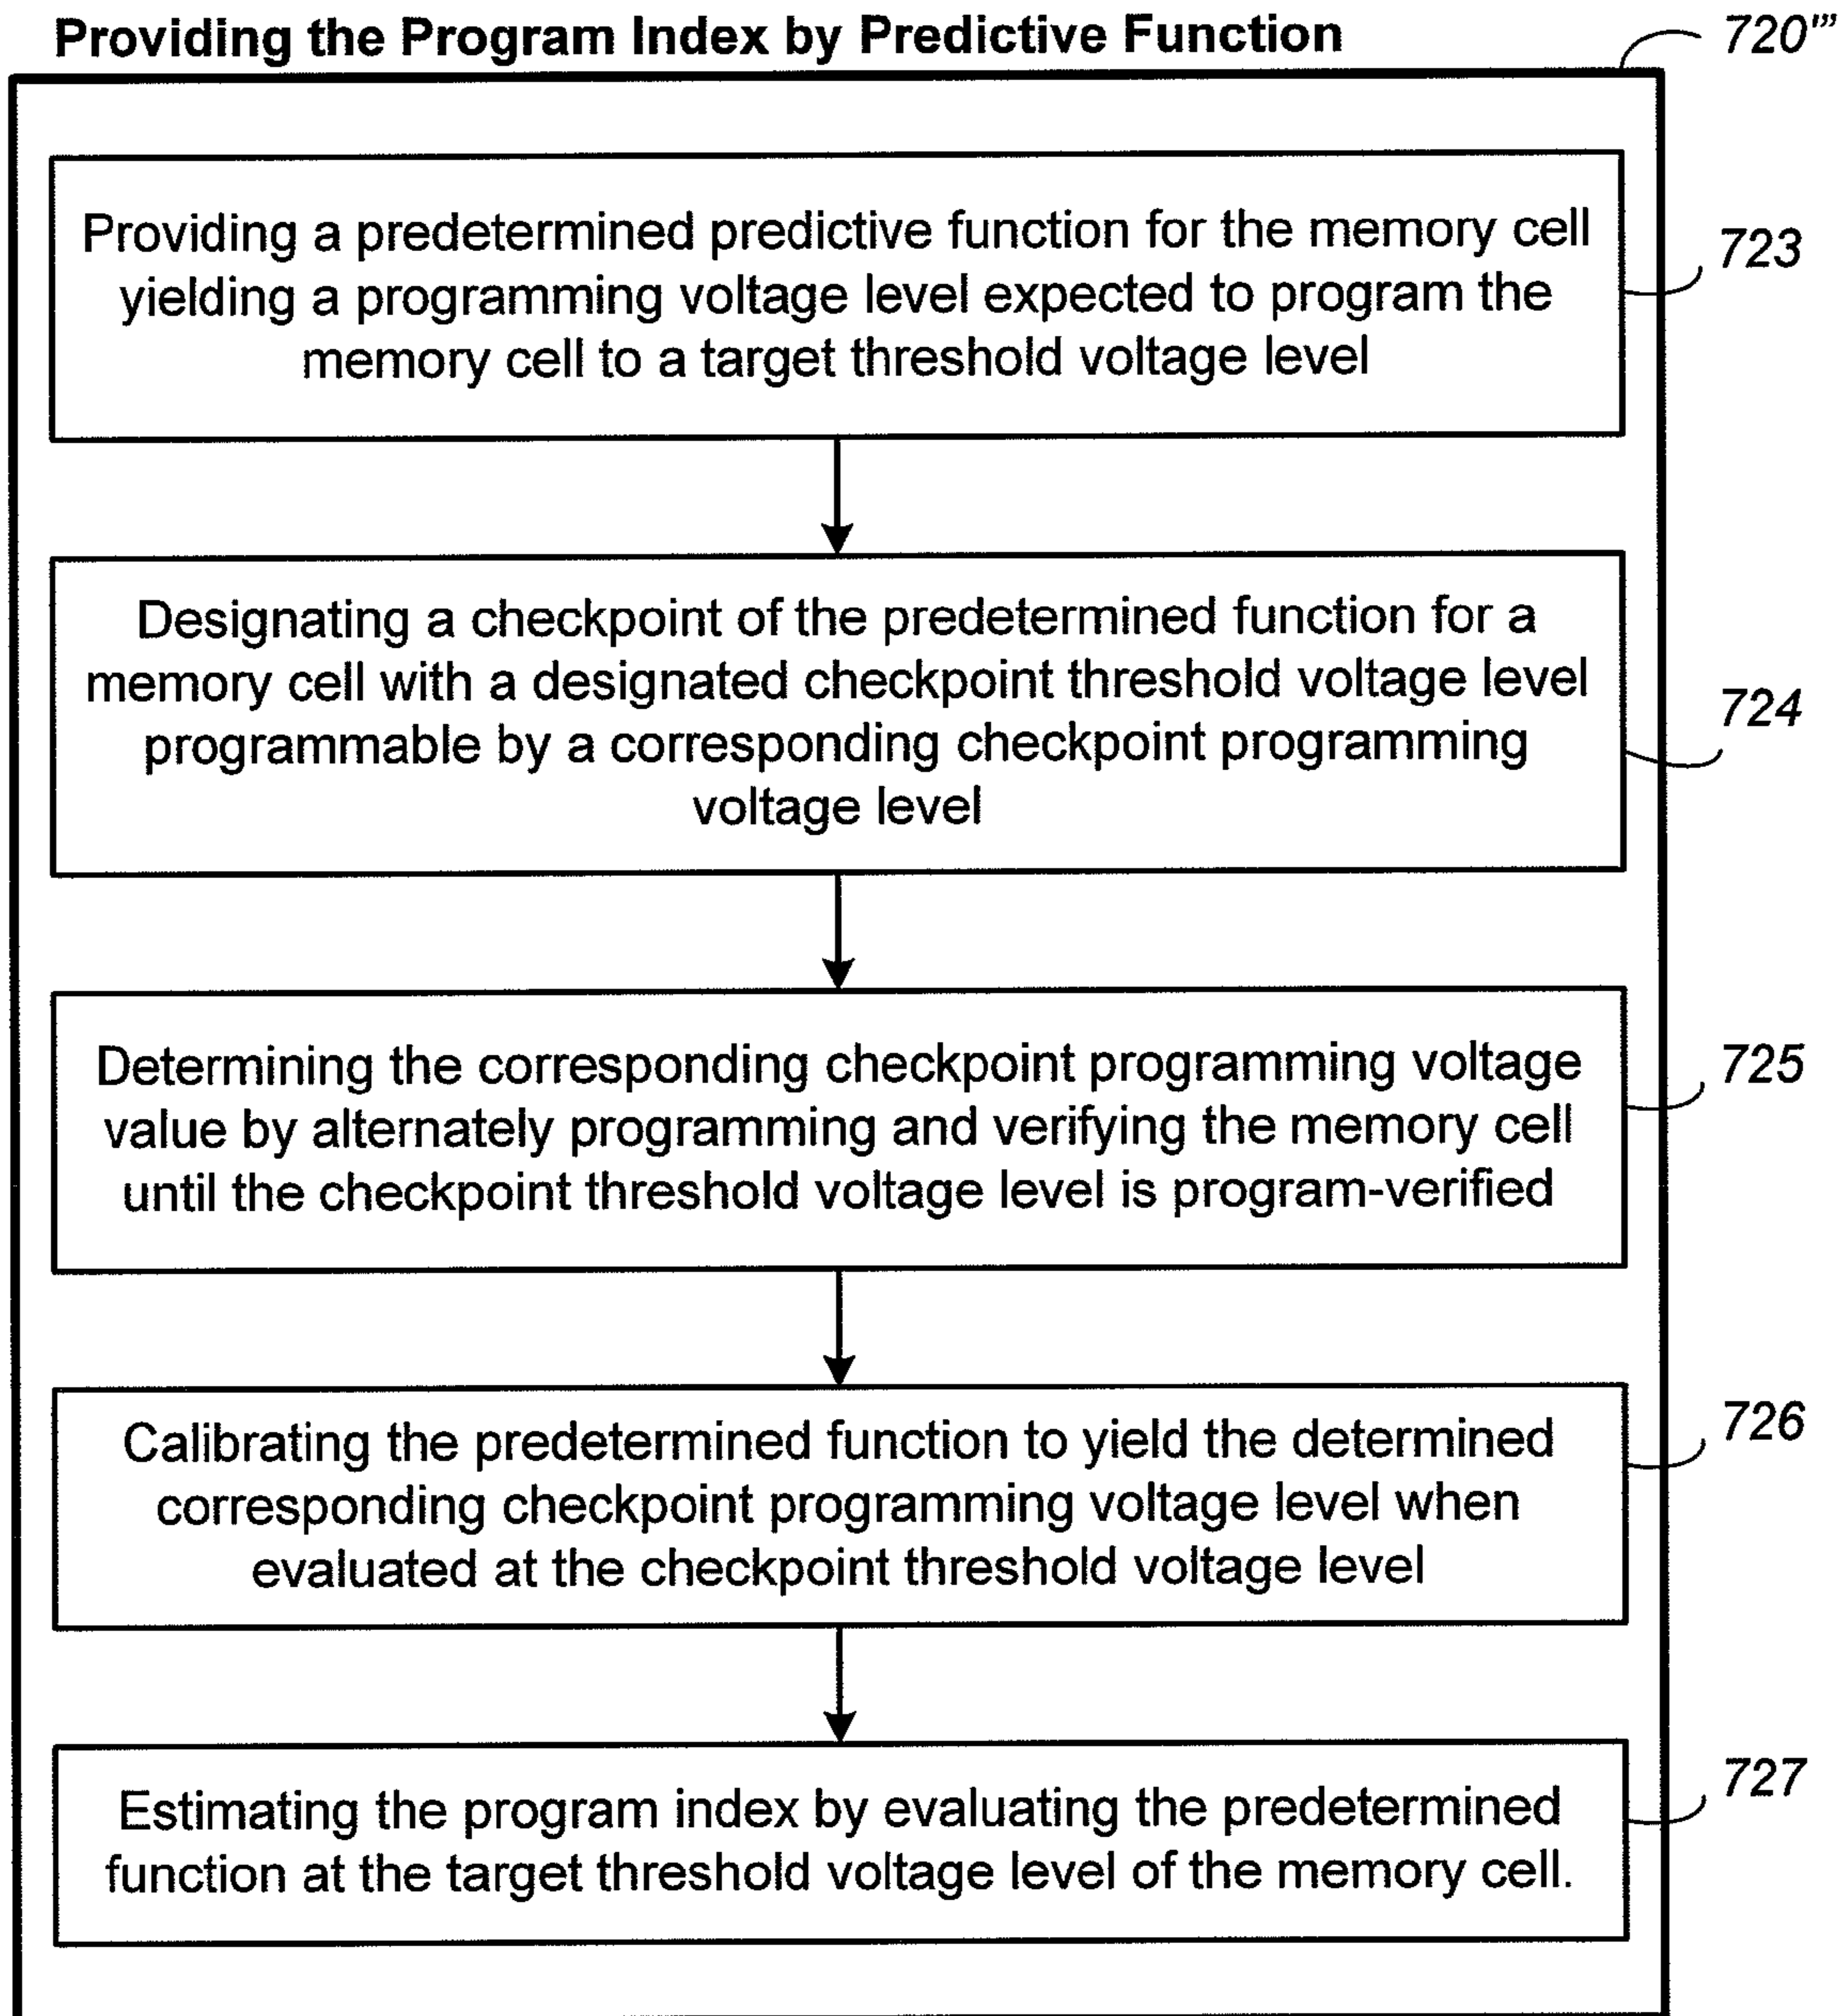 Providing the Program Index by Predictive Function
720'''
Providing a predetermined predictive function for the memory cell
yielding a programming voltage level expected to program the
memory cell to a target threshold voltage level
723
Designating a checkpoint of the predetermined function for a
memory cell with a designated checkpoint threshold voltage level
programmable by a corresponding checkpoint programming
voltage level
724
Determining the corresponding checkpoint programming voltage
value by alternately programming and verifying the memory cell
until the checkpoint threshold voltage level is program-verified
725
Calibrating the predetermined function to yield the determined
corresponding checkpoint programming voltage level when
evaluated at the checkpoint threshold voltage level
726
Estimating the program index by evaluating the predetermined
function at the target threshold voltage level of the memory cell.
727